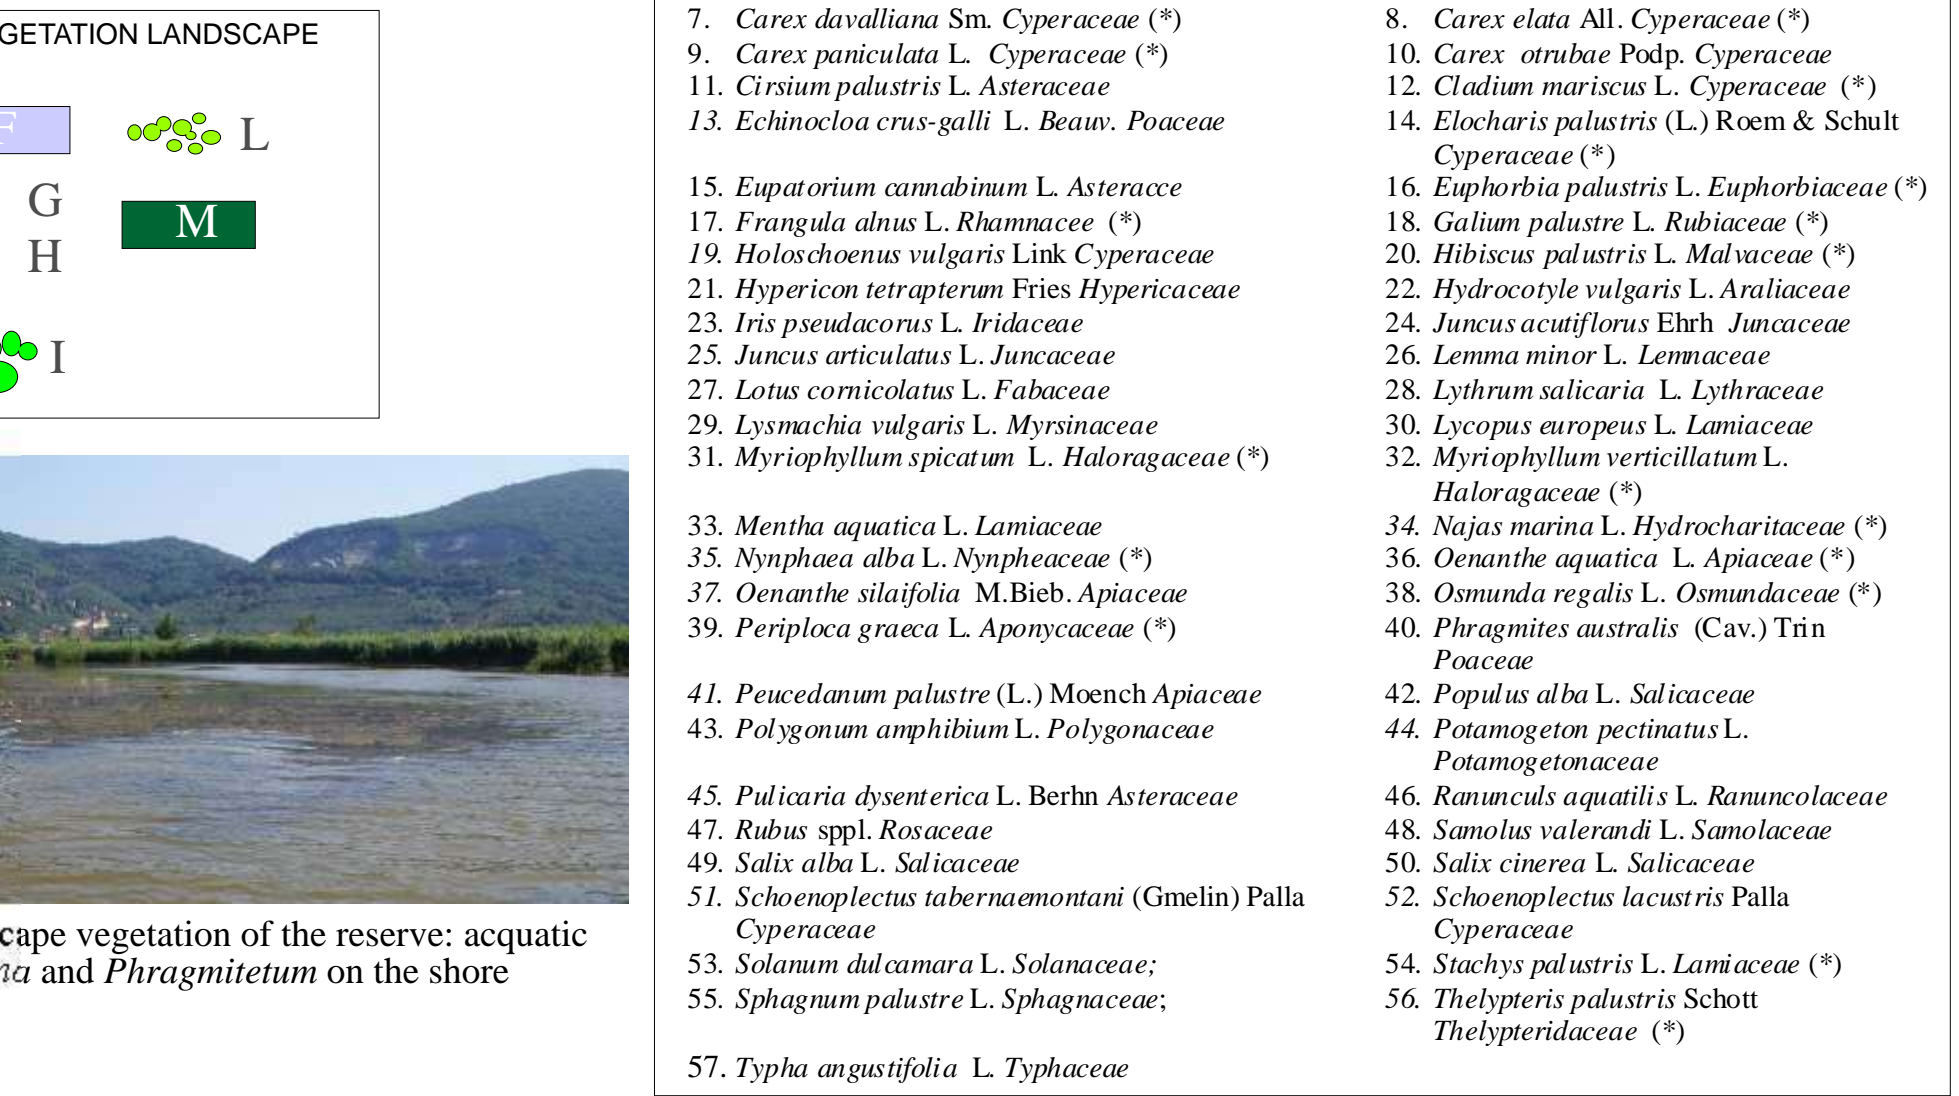 GETATION LANDSCAPE
F
L
G
M
H
I
cape vegetation of the reserve: acquatic
na and Phragmitetum on the shore
7. Carex davalliana Sm. Cyperaceae (*)
8. Carex elata All. Cyperaceae (*)
9. Carex paniculata L. Cyperaceae (*)
10. Carex otrubae Podp. Cyperaceae
11. Cirsium palustris L. Asteraceae
12. Cladium mariscus L. Cyperaceae (*)
13. Echinocloa crus-galli L. Beauv. Poaceae
14. Elocharis palustris (L.) Roem & Schult
Cyperaceae (*)
15. Eupatorium cannabinum L. Asteracce
16. Euphorbia palustris L. Euphorbiaceae (*)
17. Frangula alnus L. Rhamnacee (*)
18. Galium palustre L. Rubiaceae (*)
19. Holoschoenus vulgaris Link Cyperaceae
20. Hibiscus palustris L. Malvaceae (*)
21. Hypericon tetrapterum Fries Hypericaceae
22. Hydrocotyle vulgaris L. Araliaceae
23. Iris pseudacorus L. Iridaceae
24. Juncus acutiflorus Ehrh Juncaceae
25. Juncus articulatus L. Juncaceae
26. Lemma minor L. Lemnaceae
27. Lotus cornicolatus L. Fabaceae
28. Lythrum salicaria L. Lythraceae
29. Lysmachia vulgaris L. Myrsinaceae
30. Lycopus europeus L. Lamiaceae
31. Myriophyllum spicatum L. Haloragaceae (*)
32. Myriophyllum verticillatum L.
Haloragaceae (*)
33. Mentha aquatica L. Lamiaceae
34. Najas marina L. Hydrocharitaceae (*)
35. Nynphaea alba L. Nynpheaceae (*)
36. Oenanthe aquatica L. Apiaceae (*)
37. Oenanthe silaifolia M.Bieb. Apiaceae
38. Osmunda regalis L. Osmundaceae (*)
39. Periploca graeca L. Aponycaceae (*)
40. Phragmites australis (Cav.) Trin
Poaceae
41. Peucedanum palustre (L.) Moench Apiaceae
42. Populus alba L. Salicaceae
43. Polygonum amphibium L. Polygonaceae
44. Potamogeton pectinatus L.
Potamogetonaceae
45. Pulicaria dysenterica L. Berhn Asteraceae
46. Ranunculs aquatilis L. Ranuncolaceae
47. Rubus sppl. Rosaceae
48. Samolus valerandi L. Samolaceae
49. Salix alba L. Salicaceae
50. Salix cinerea L. Salicaceae
51. Schoenoplectus tabernaemontani (Gmelin) Palla
Cyperaceae
52. Schoenoplectus lacustris Palla
Cyperaceae
53. Solanum dulcamara L. Solanaceae;
54. Stachys palustris L. Lamiaceae (*)
55. Sphagnum palustre L. Sphagnaceae;
56. Thelypteris palustris Schott
Thelypteridaceae (*)
57. Typha angustifolia L. Typhaceae